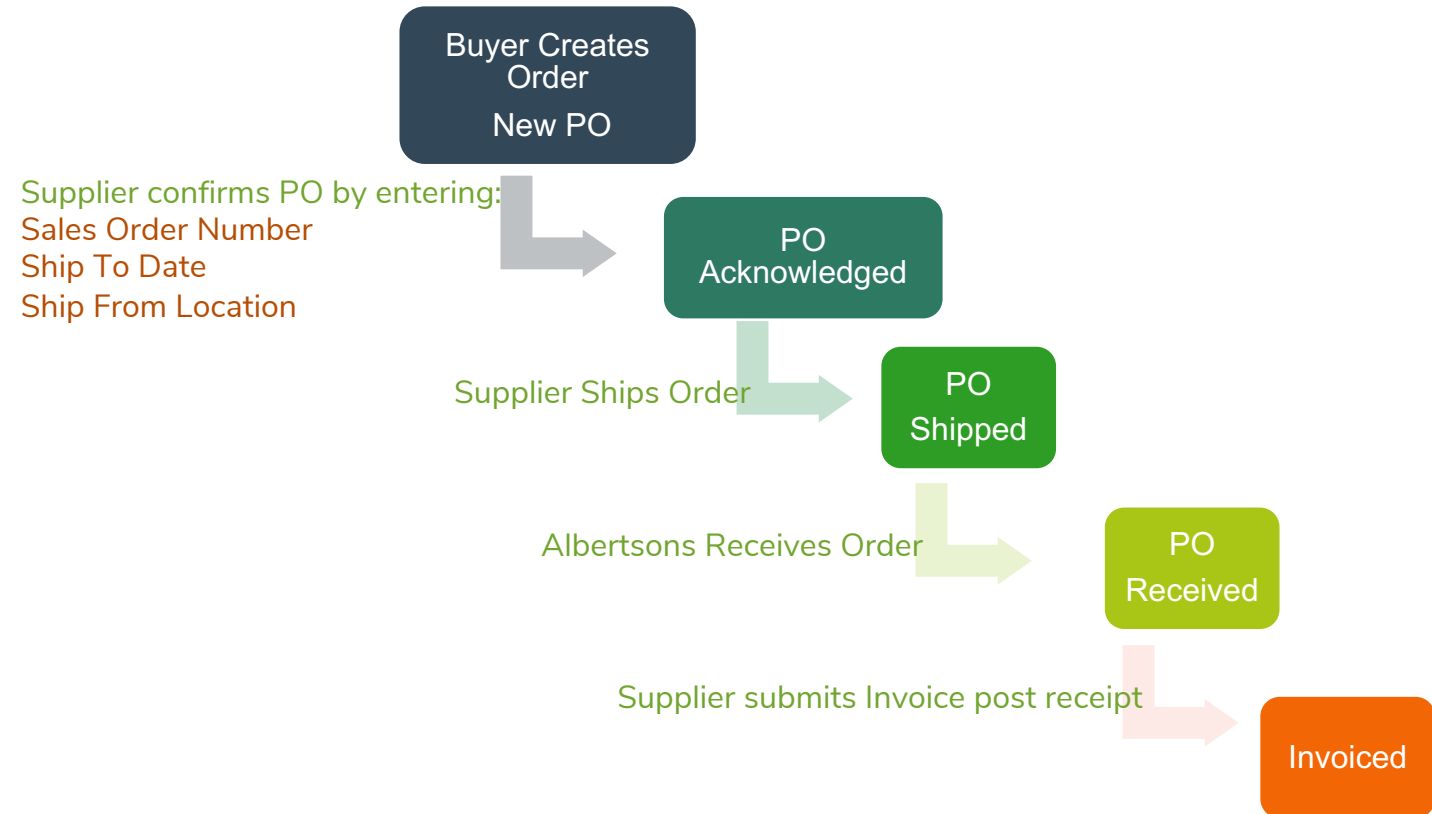 Buyer Creates
Order
New PO
Supplier confirms PO by entering:
Sales Order Number
Ship To Date
Ship From Location
PO
Acknowledged
Supplier Ships Order
PO
Shipped
Albertsons Receives Order
PO
Received
Supplier submits Invoice post receipt
Invoiced